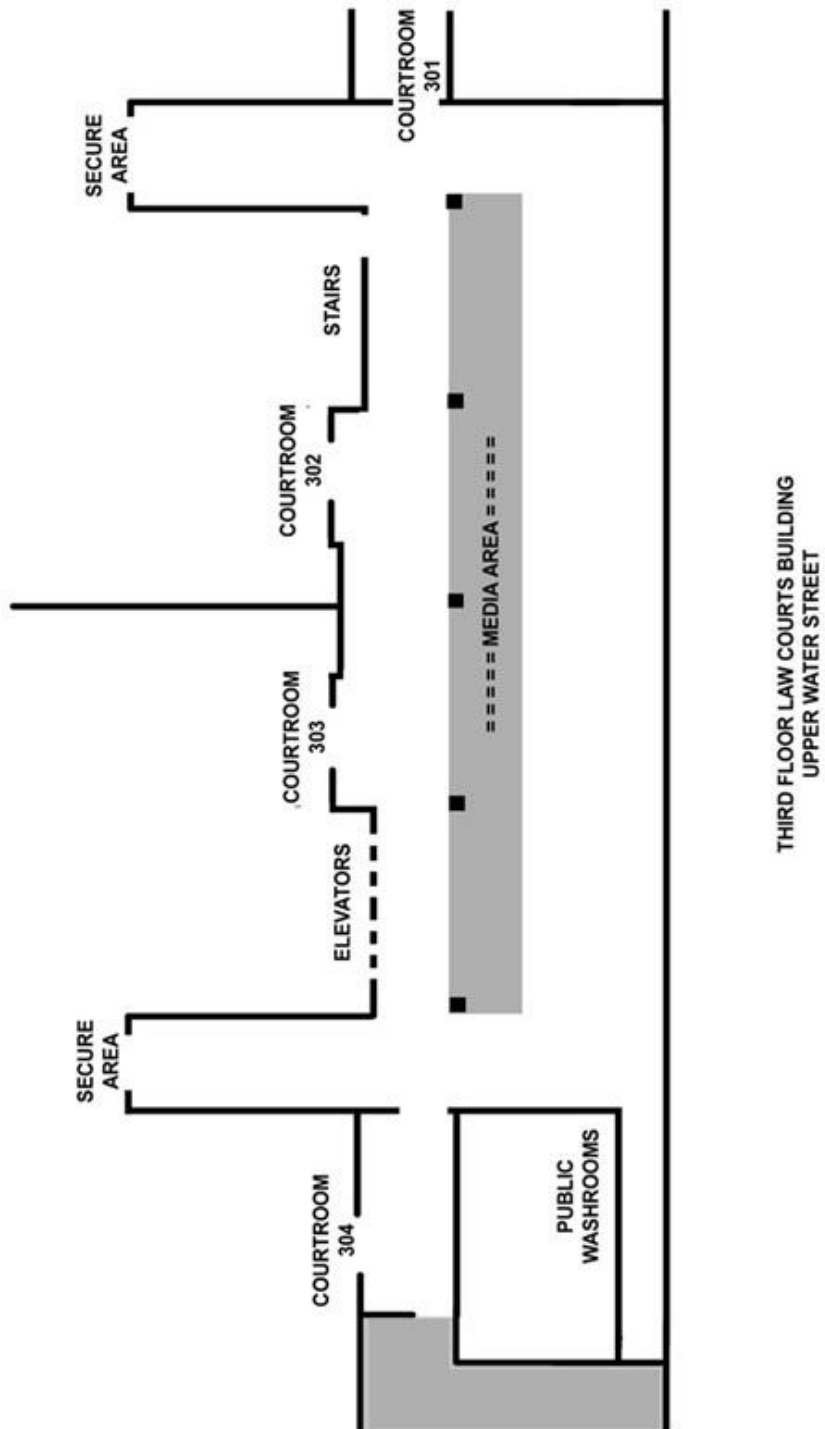 SECURE
AREA
COURTROOM
304
ELEVATORS
COURTROOM
303
COURTROOM
302
STAIRS
SECURE
AREA
COURTROOM
301
= = = = = MEDIA AREA = = = = =
PUBLIC
WASHROOMS
THIRD FLOOR LAW COURTS BUILDING
UPPER WATER STREET